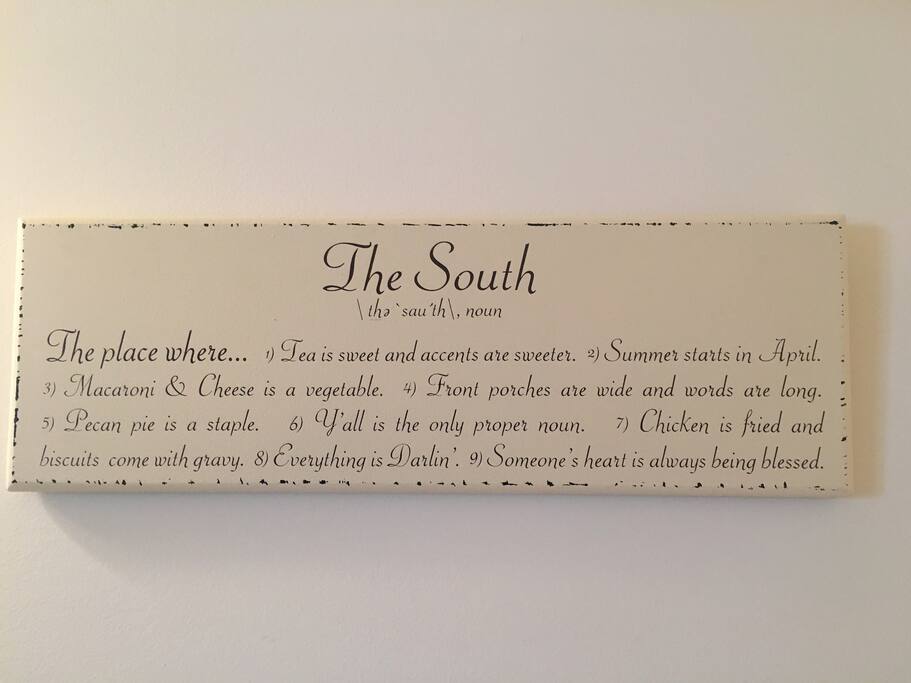 The South
\ thə `sau̇th \, noun
The place where... 1) Tea is sweet and accents are sweeter. 2) Summer starts in April.
3) Macaroni & Cheese is a vegetable. 4) Front porches are wide and words are long.
5) Pecan pie is a staple. 6) Y'all is the only proper noun. 7) Chicken is fried and
biscuits come with gravy. 8) Everything is Darlin'. 9) Someone's heart is always being blessed.